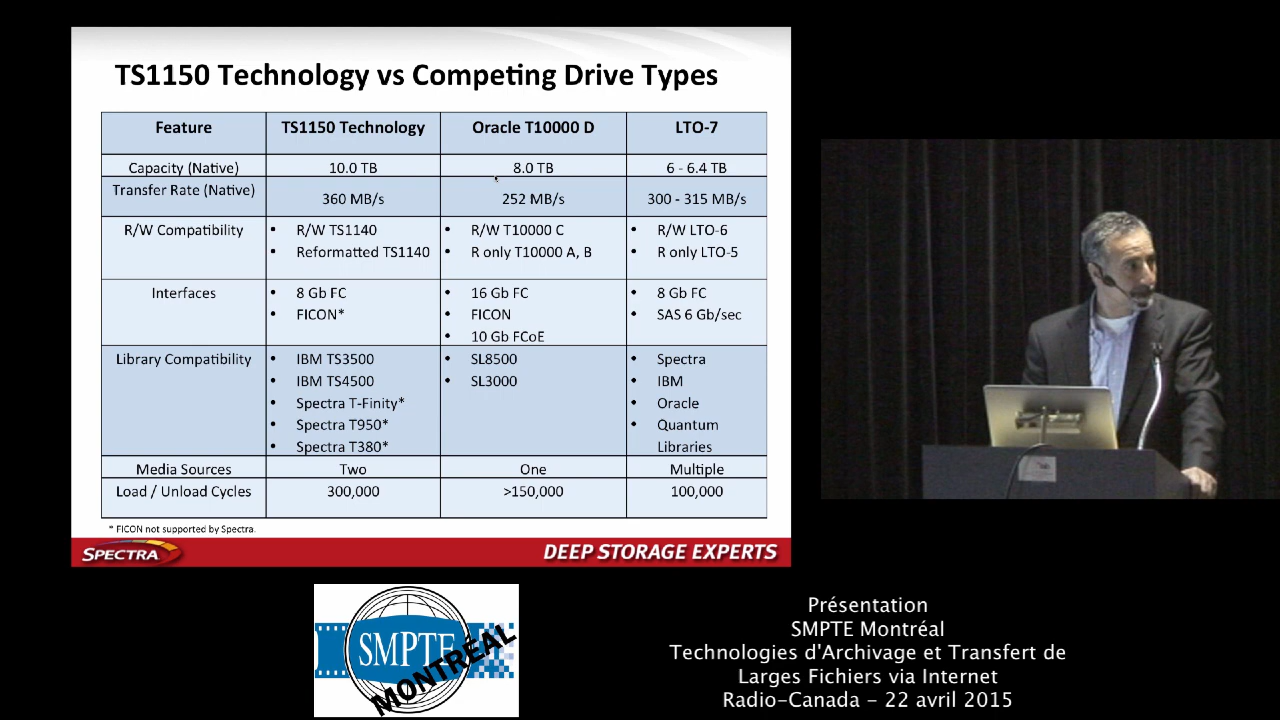 TS1150 Technology vs Competing Drive Types
Feature TS1150 Technology Oracle T10000 D LTO-7
Capacity (Native) 10.0 TB 8.0 TB 6 - 6.4 TB
Transfer Rate (Native) 360 MB/s 252 MB/s 300 - 315 MB/s
R/W Compatibility • R/W TS1140 • R/W T10000 C • R/W LTO-6
• Reformatted TS1140 • R only T10000 A, B • R only LTO-5
Interfaces • 8 Gb FC • 16 Gb FC • 8 Gb FC
• FICON* • FICON • SAS 6 Gb/sec
• 10 Gb FCoE
Library Compatibility • IBM TS3500 • SL8500 • Spectra
• IBM TS4500 • SL3000 • IBM
• Spectra T-Finity* • Oracle
• Spectra T950* • Quantum
• Spectra T380* Libraries
Media Sources Two One Multiple
Load / Unload Cycles 300,000 >150,000 100,000
* FICON not supported by Spectra.
SPECTRA DEEP STORAGE EXPERTS
SMPTE
MONTRÉAL
Présentation
SMPTE Montréal
Technologies d'Archivage et Transfert de
Larges Fichiers via Internet
Radio-Canada – 22 avril 2015